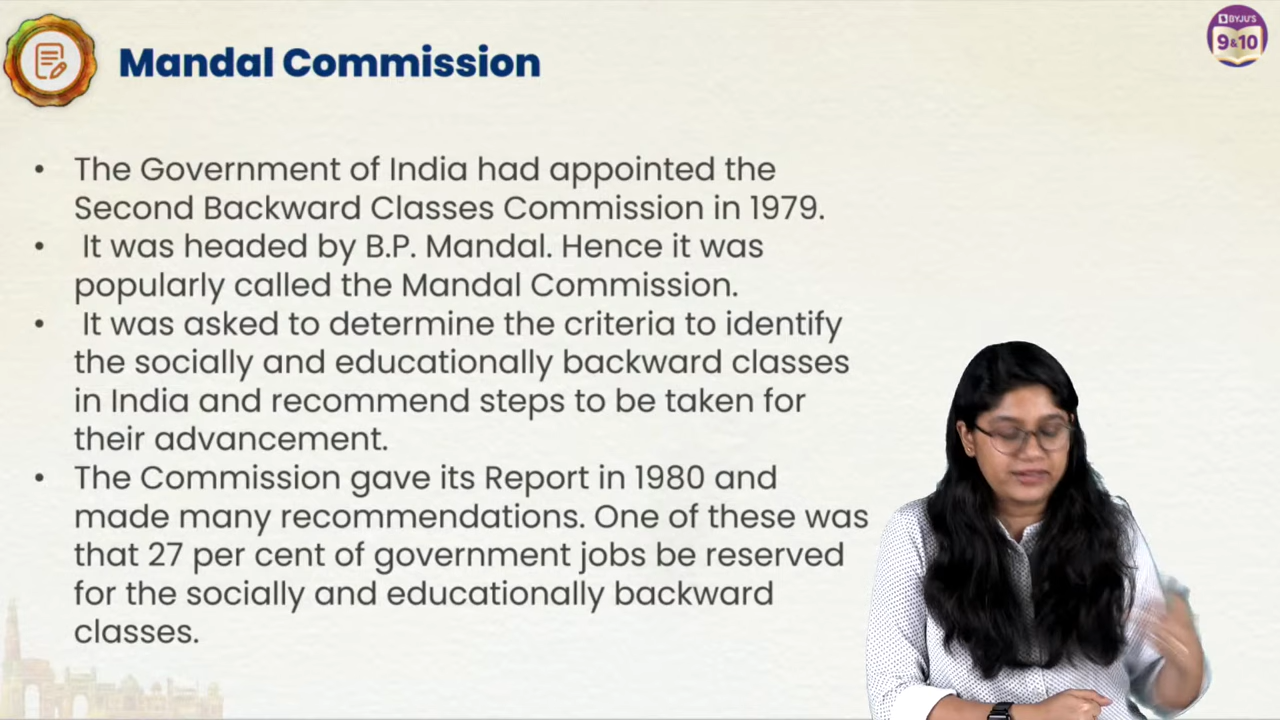 Mandal Commission
BYJU'S
9&10
• The Government of India had appointed the
Second Backward Classes Commission in 1979.
• It was headed by B.P. Mandal. Hence it was
popularly called the Mandal Commission.
• It was asked to determine the criteria to identify
the socially and educationally backward classes
in India and recommend steps to be taken for
their advancement.
• The Commission gave its Report in 1980 and
made many recommendations. One of these was
that 27 per cent of government jobs be reserved
for the socially and educationally backward
classes.